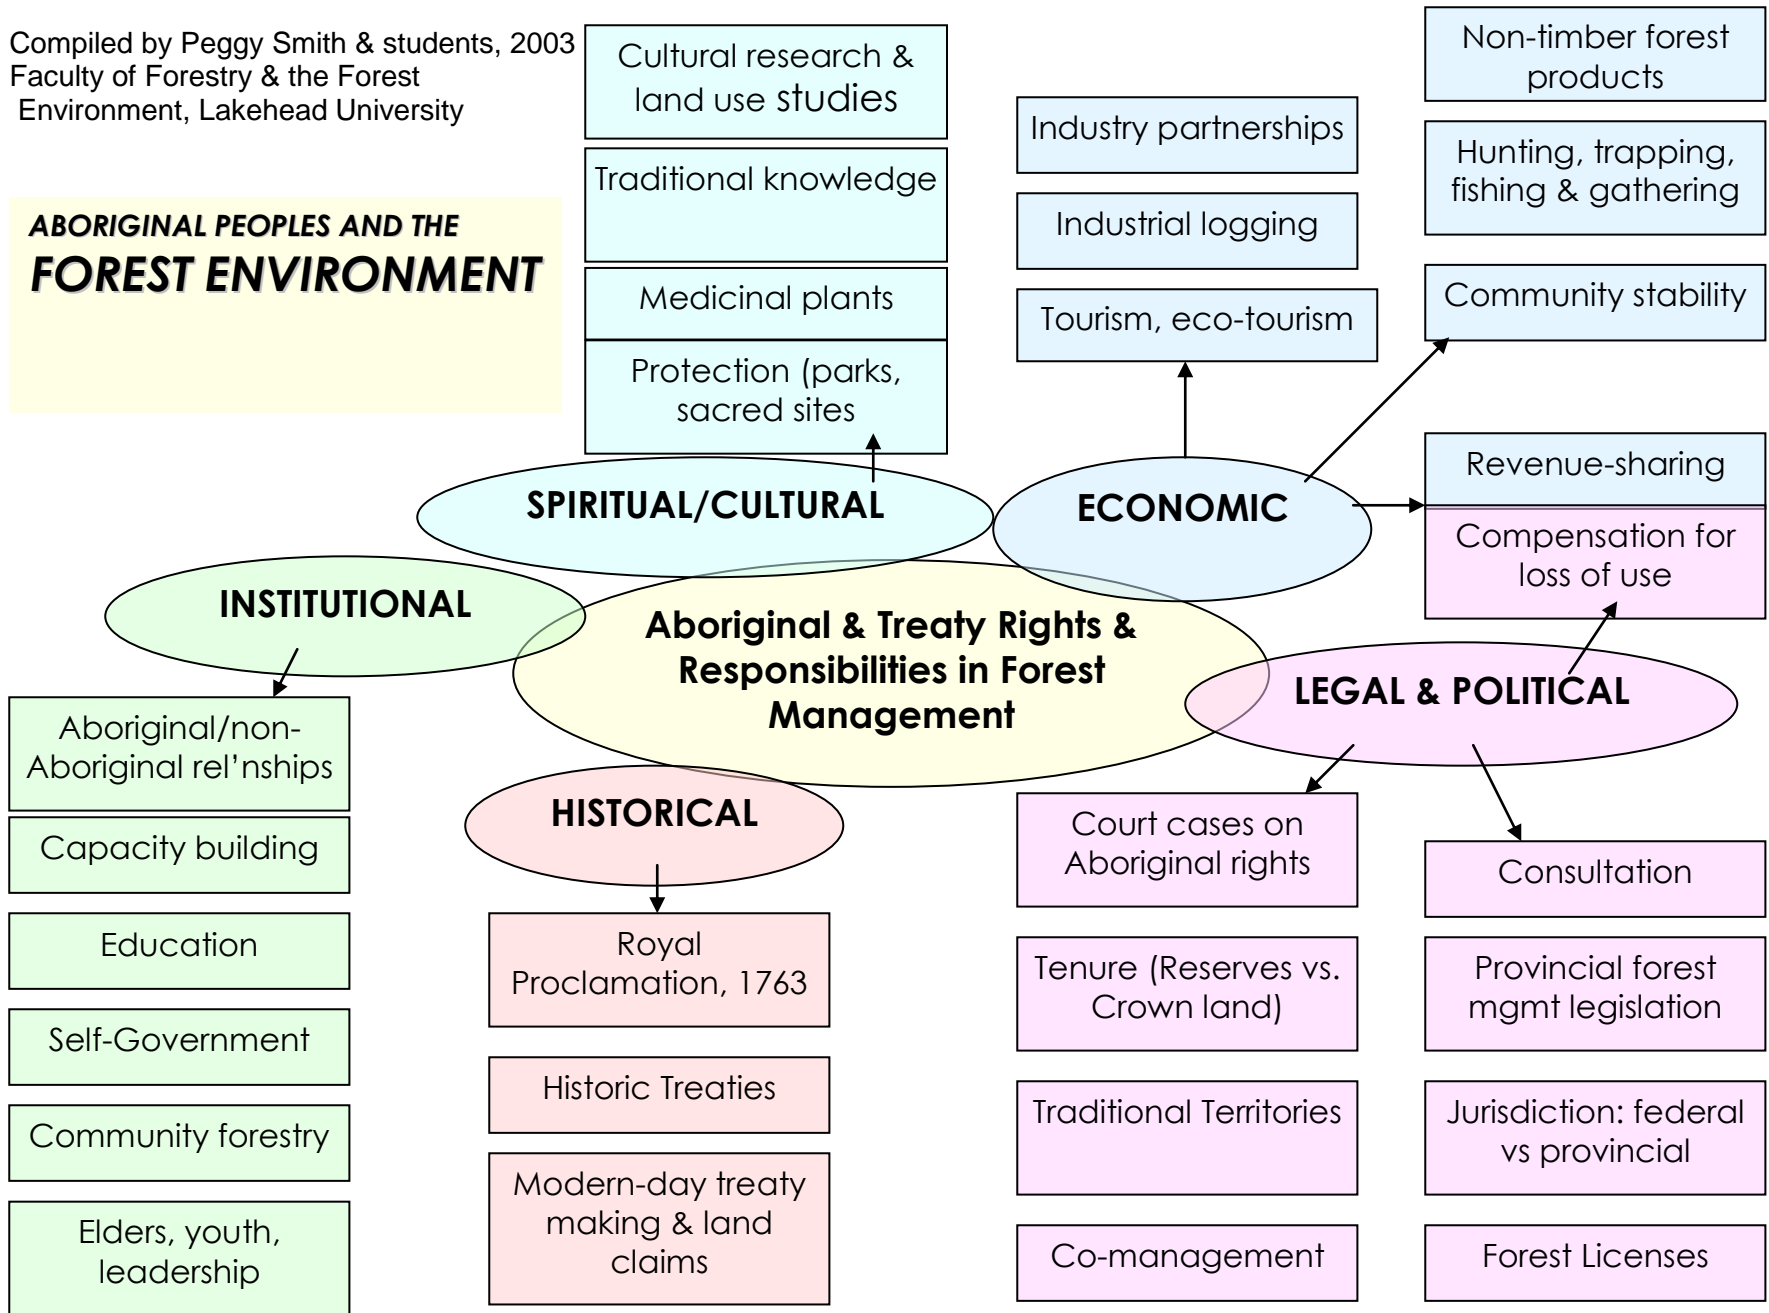 Compiled by Peggy Smith & students, 2003
Faculty of Forestry & the Forest
Environment, Lakehead University
ABORIGINAL PEOPLES AND THE
FOREST ENVIRONMENT
Cultural research &
land use studies
Traditional knowledge
Medicinal plants
Protection (parks,
sacred sites
Industry partnerships
Industrial logging
Tourism, eco-tourism
Non-timber forest
products
Hunting, trapping,
fishing & gathering
Community stability
Revenue-sharing
Compensation for
loss of use
SPIRITUAL/CULTURAL
ECONOMIC
INSTITUTIONAL
Aboriginal & Treaty Rights &
Responsibilities in Forest
Management
LEGAL & POLITICAL
HISTORICAL
Aboriginal/non-
Aboriginal rel'nships
Capacity building
Education
Self-Government
Community forestry
Elders, youth,
leadership
Royal
Proclamation, 1763
Historic Treaties
Modern-day treaty
making & land
claims
Court cases on
Aboriginal rights
Tenure (Reserves vs.
Crown land)
Traditional Territories
Co-management
Consultation
Provincial forest
mgmt legislation
Jurisdiction: federal
vs provincial
Forest Licenses